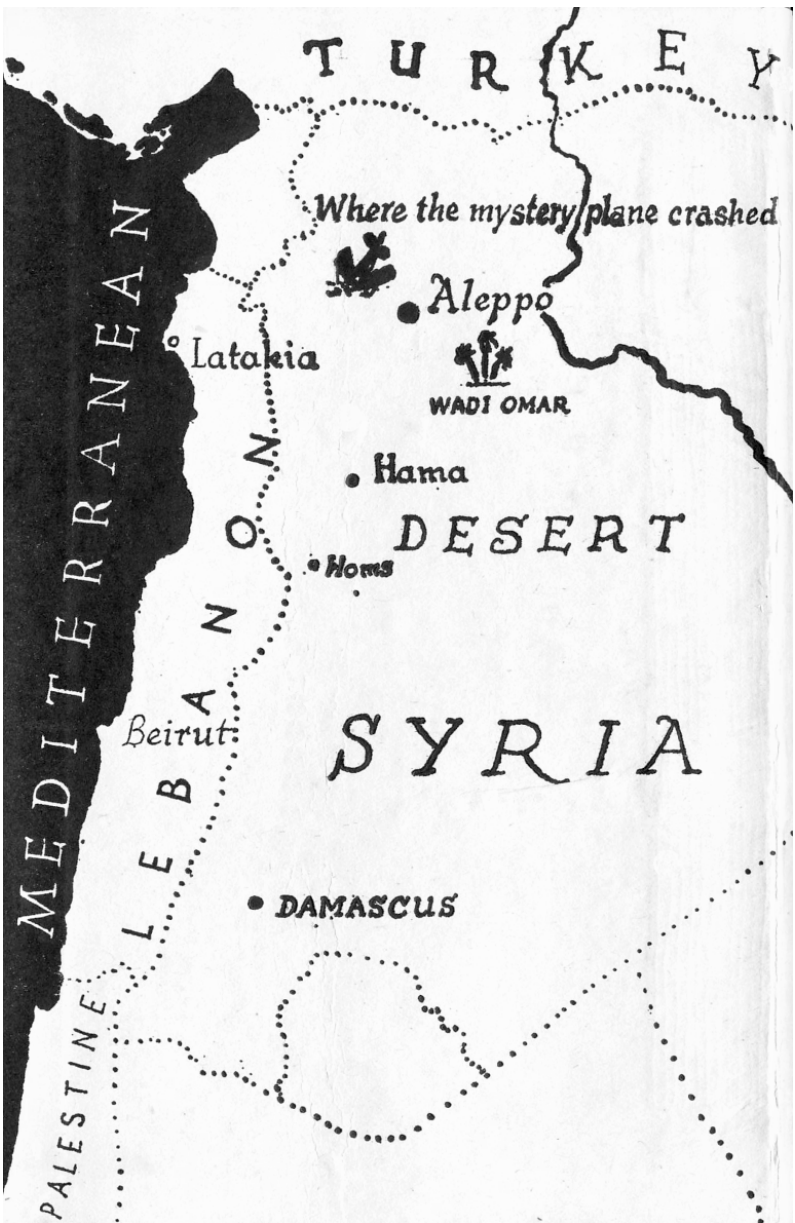 TURKEY
Where the mystery plane crashed
Aleppo
Latakia
WADI OMAR
MEDITERRANEAN
LEBANON
Hama
DESERT
Homs
Beirut
SYRIA
DAMASCUS
PALESTINE